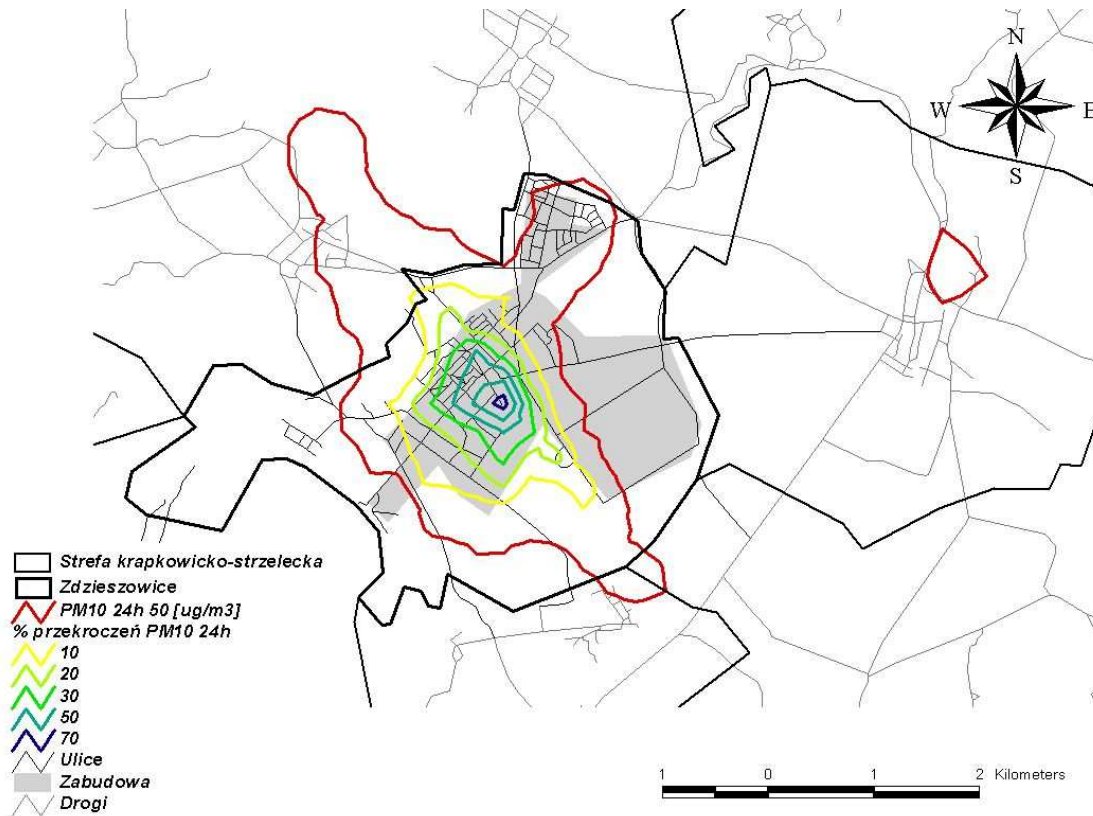 N
W E
S
Strefa krapkowicko-strzelecka
Zdzieszowice
PM10 24h 50 [ug/m3]
% przekroczeń PM10 24h
10
20
30
50
70
Ulice
Zabudowa
Drogi
1 0 1 2 Kilometers